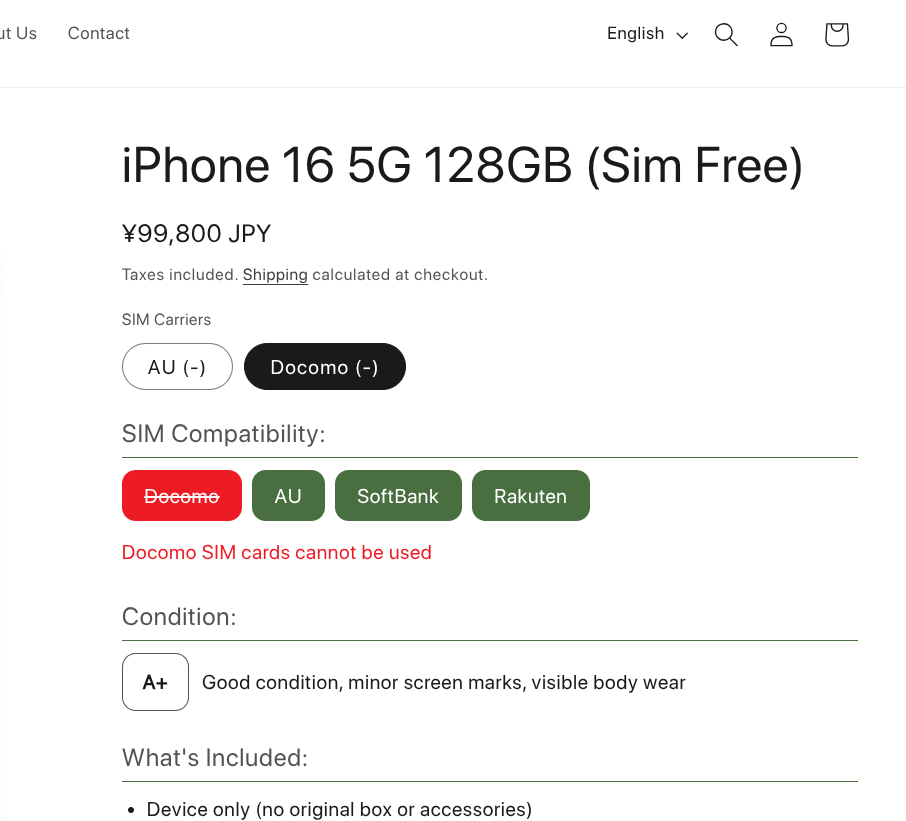 Us
Contact
English
iPhone 16 5G 128GB (Sim Free)
¥99,800 JPY
Taxes included. Shipping calculated at checkout.
SIM Carriers
AU (-)
Docomo (-)
SIM Compatibility:
Docomo
AU
SoftBank
Rakuten
Docomo SIM cards cannot be used
Condition:
A+
Good condition, minor screen marks, visible body wear
What's Included:
• Device only (no original box or accessories)